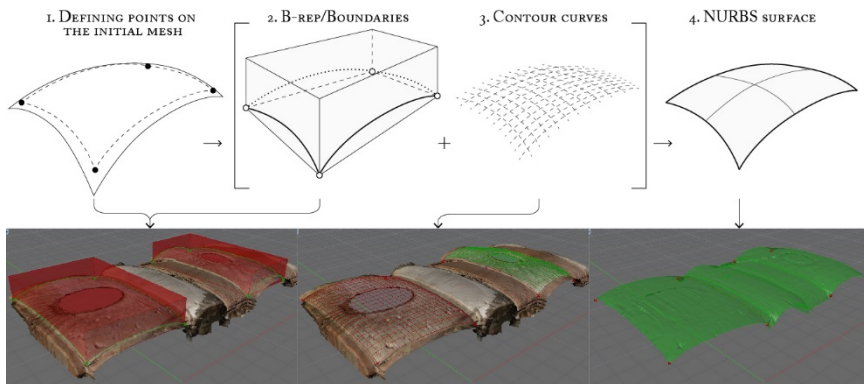 1. Defining points on
the initial mesh
2. B-rep/Boundaries
3. Contour curves
4. NURBS surface
+